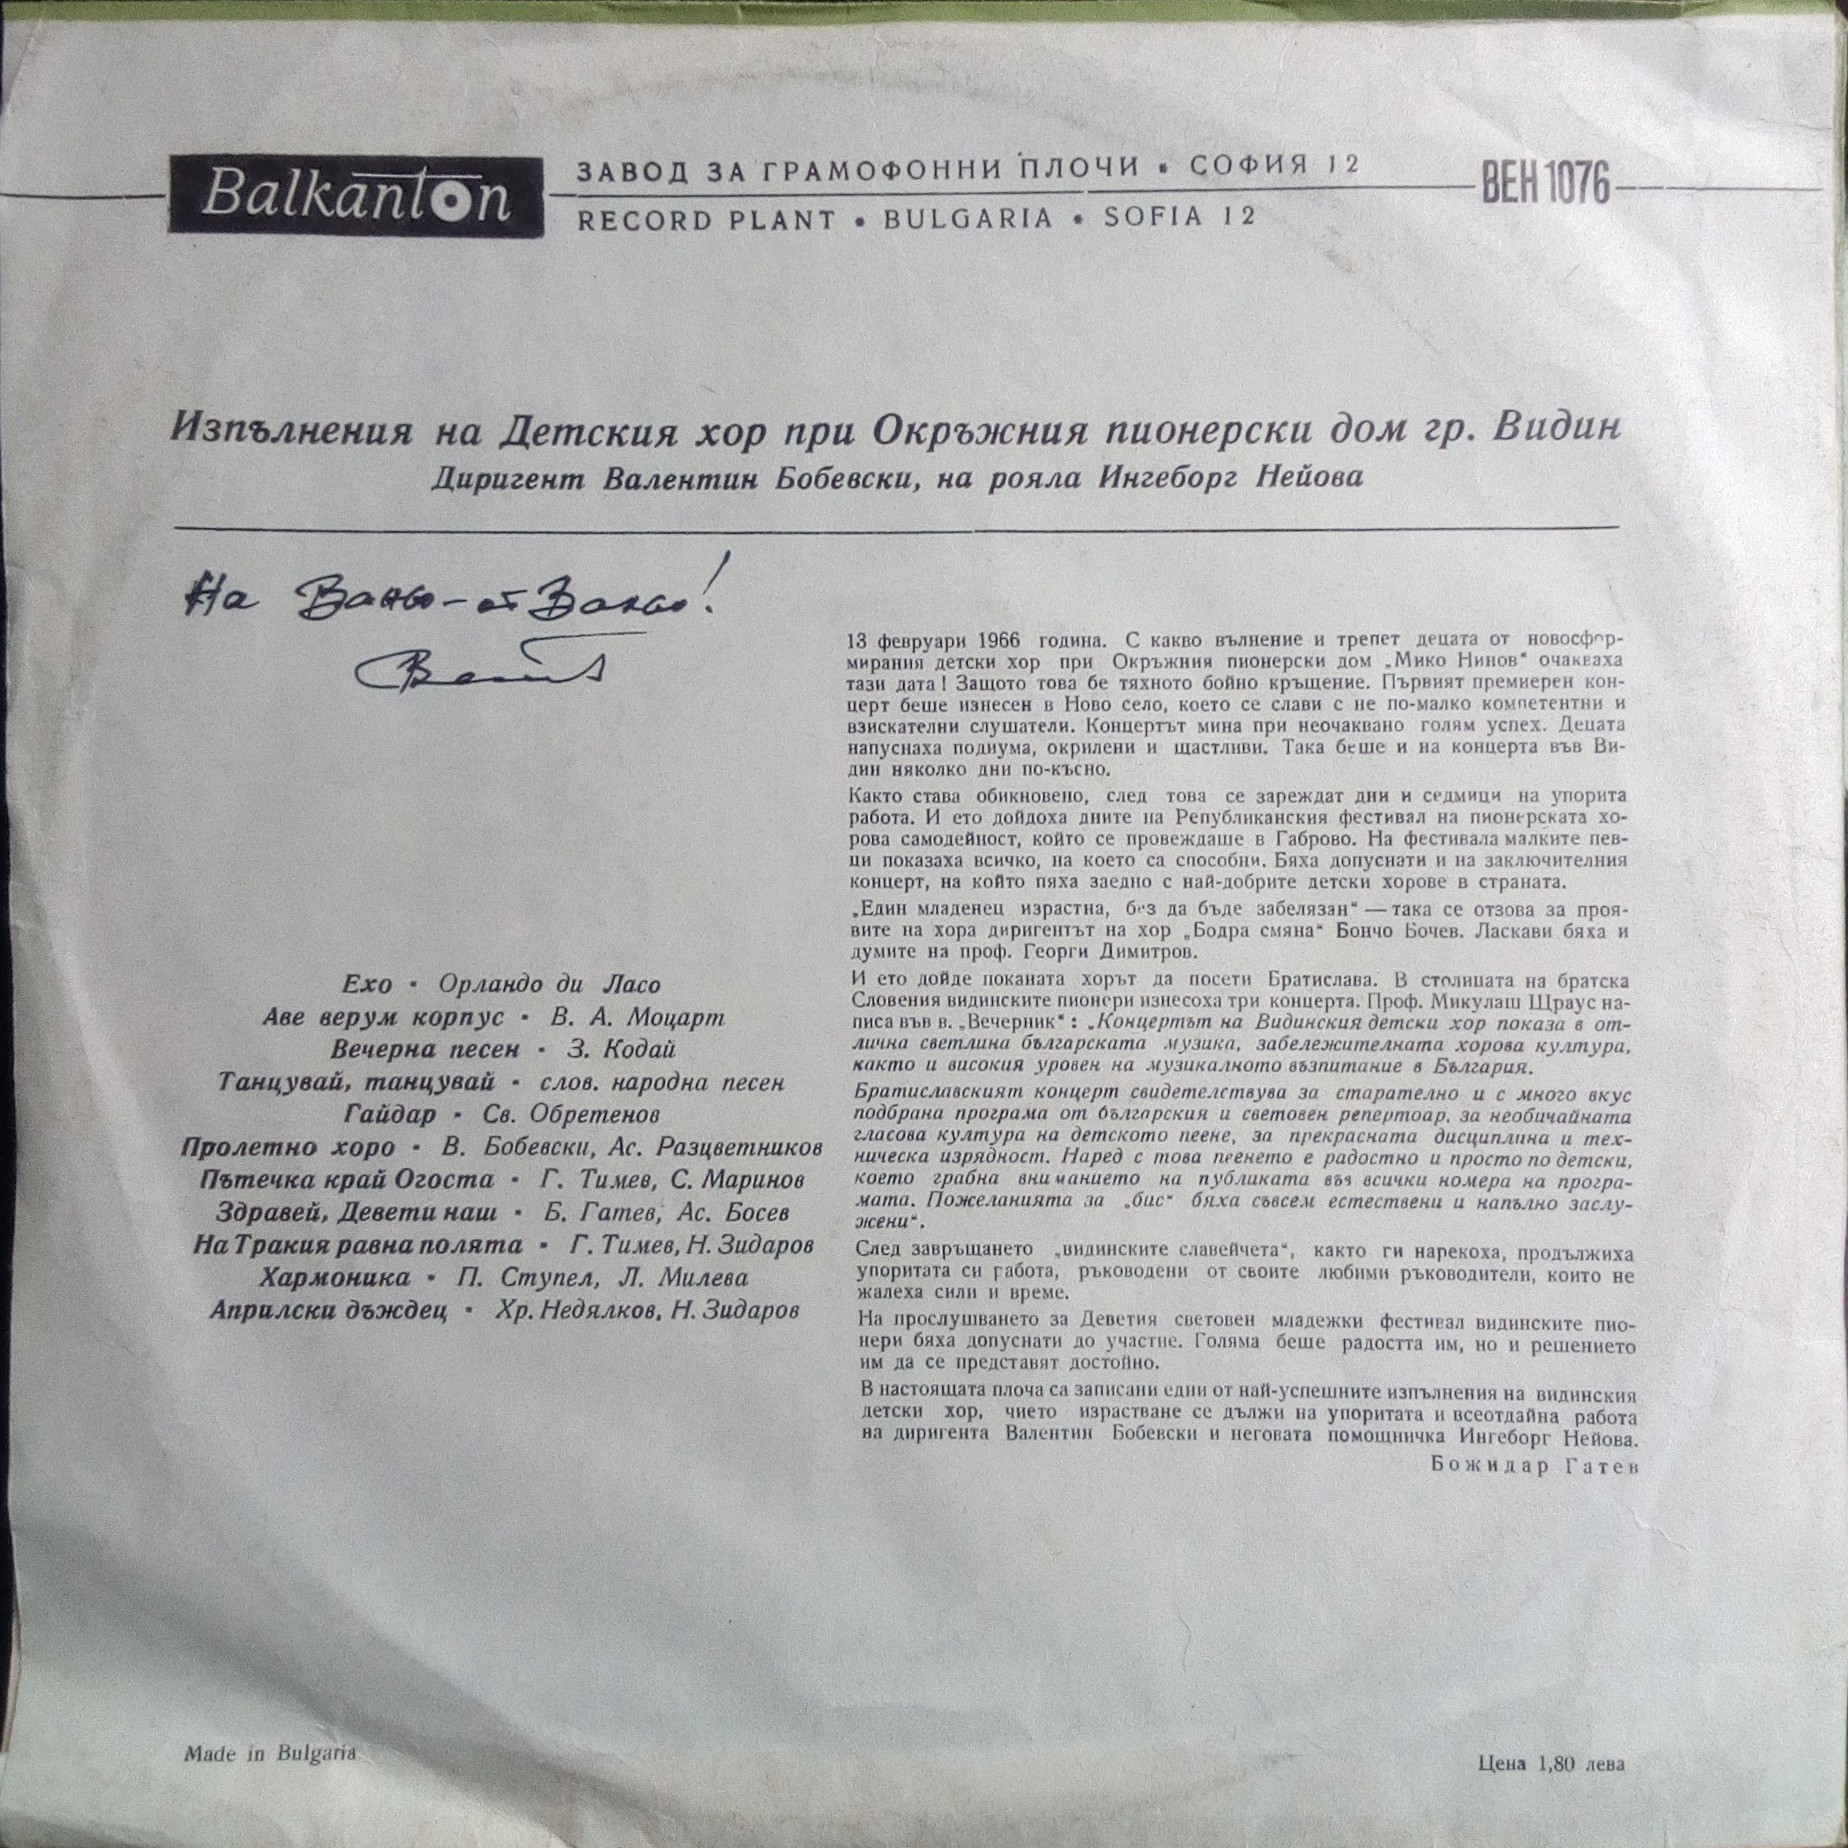 Balkanton
ЗАВОД ЗА ГРАМОФОННИ ПЛОЧИ • СОФИЯ 12
RECORD PLANT • BULGARIA • SOFIA 12
ВЕН 1076
Изпълнения на Детския хор при Окръжния пионерски дом гр. Видин
Диригент Валентин Бобевски, на рояла Ингеборг Нейова
На Ваньо - от Ваньо!
Ехо • Орландо ди Ласо
Аве верум корпус • В. А. Моцарт
Вечерна песен • З. Кодай
Танцувай, танцувай • слов. народна песен
Гайдар • Св. Обретенов
Пролетно хоро • В. Бобевски, Ас. Разцветников
Пътечка край Огоста • Г. Тимев, С. Маринов
Здравей, Девети наш • Б. Гатев, Ас. Босев
На Тракия равна полята • Г. Тимев, Н. Зидаров
Хармоника • П. Ступел, Л. Милева
Априлски дъждец • Хр. Недялков, Н. Зидаров
13 февруари 1966 година. С какво вълнение и трепет децата от новосфор-
мирания детски хор при Окръжния пионерски дом „Мико Нинов“ очакваха
тази дата! Защото това бе тяхното бойно кръщение. Първият премиерен кон-
церт беше изнесен в Ново село, което се слави с не по-малко компетентни и
взискателни слушатели. Концертът мина при неочаквано голям успех. Децата
напуснаха подиума, окрилени и щастливи. Така беше и на концерта във Ви-
дин няколко дни по-късно.
Както става обикновено, след това се зареждат дни и седмици на упорита
работа. И ето дойдоха дните на Републиканския фестивал на пионерската хо-
рова самодейност, който се провеждаше в Габрово. На фестивала малките пев-
ци показаха всичко, на което са способни. Бяха допуснати и на заключителния
концерт, на който пяха заедно с най-добрите детски хорове в страната.
„Един младенец израстна, без да бъде забелязан“ — така се отзова за проя-
вите на хора диригентът на хор „Бодра смяна“ Бончо Бочев. Ласкави бяха и
думите на проф. Георги Димитров.
И ето дойде поканата хорът да посети Братислава. В столицата на братска
Словения видинските пионери изнесоха три концерта. Проф. Микулаш Щраус на-
писа във в. „Вечерник“: „Концертът на Видинския детски хор показа в от-
лична светлина българската музика, забележителната хорова култура,
както и високия уровен на музикалното възпитание в България.
Братиславският концерт свидетелствува за старателно и с много вкус
подбрана програма от българския и световен репертоар, за необичайната
гласова култура на детското пеене, за прекрасната дисциплина и тех-
ническа изрядност. Наред с това пеенето е радостно и просто по детски,
което грабна вниманието на публиката във всички номера на програ-
мата. Пожеланията за „бис“ бяха съвсем естествени и напълно заслу-
жени“.
След завръщането „видинските славейчета“, както ги нарекоха, продължиха
упоритата си работа, ръководени от своите любими ръководители, които не
жалеха сили и време.
На прослушването за Деветия световен младежки фестивал видинските пио-
нери бяха допуснати до участие. Голяма беше радостта им, но и решението
им да се представят достойно.
В настоящата плоча са записани едни от най-успешните изпълнения на видинския
детски хор, чието израстване се дължи на упоритата и всеотдайна работа
на диригента Валентин Бобевски и неговата помощничка Ингеборг Нейова.
Божидар Гатев
Made in Bulgaria
Цена 1,80 лева